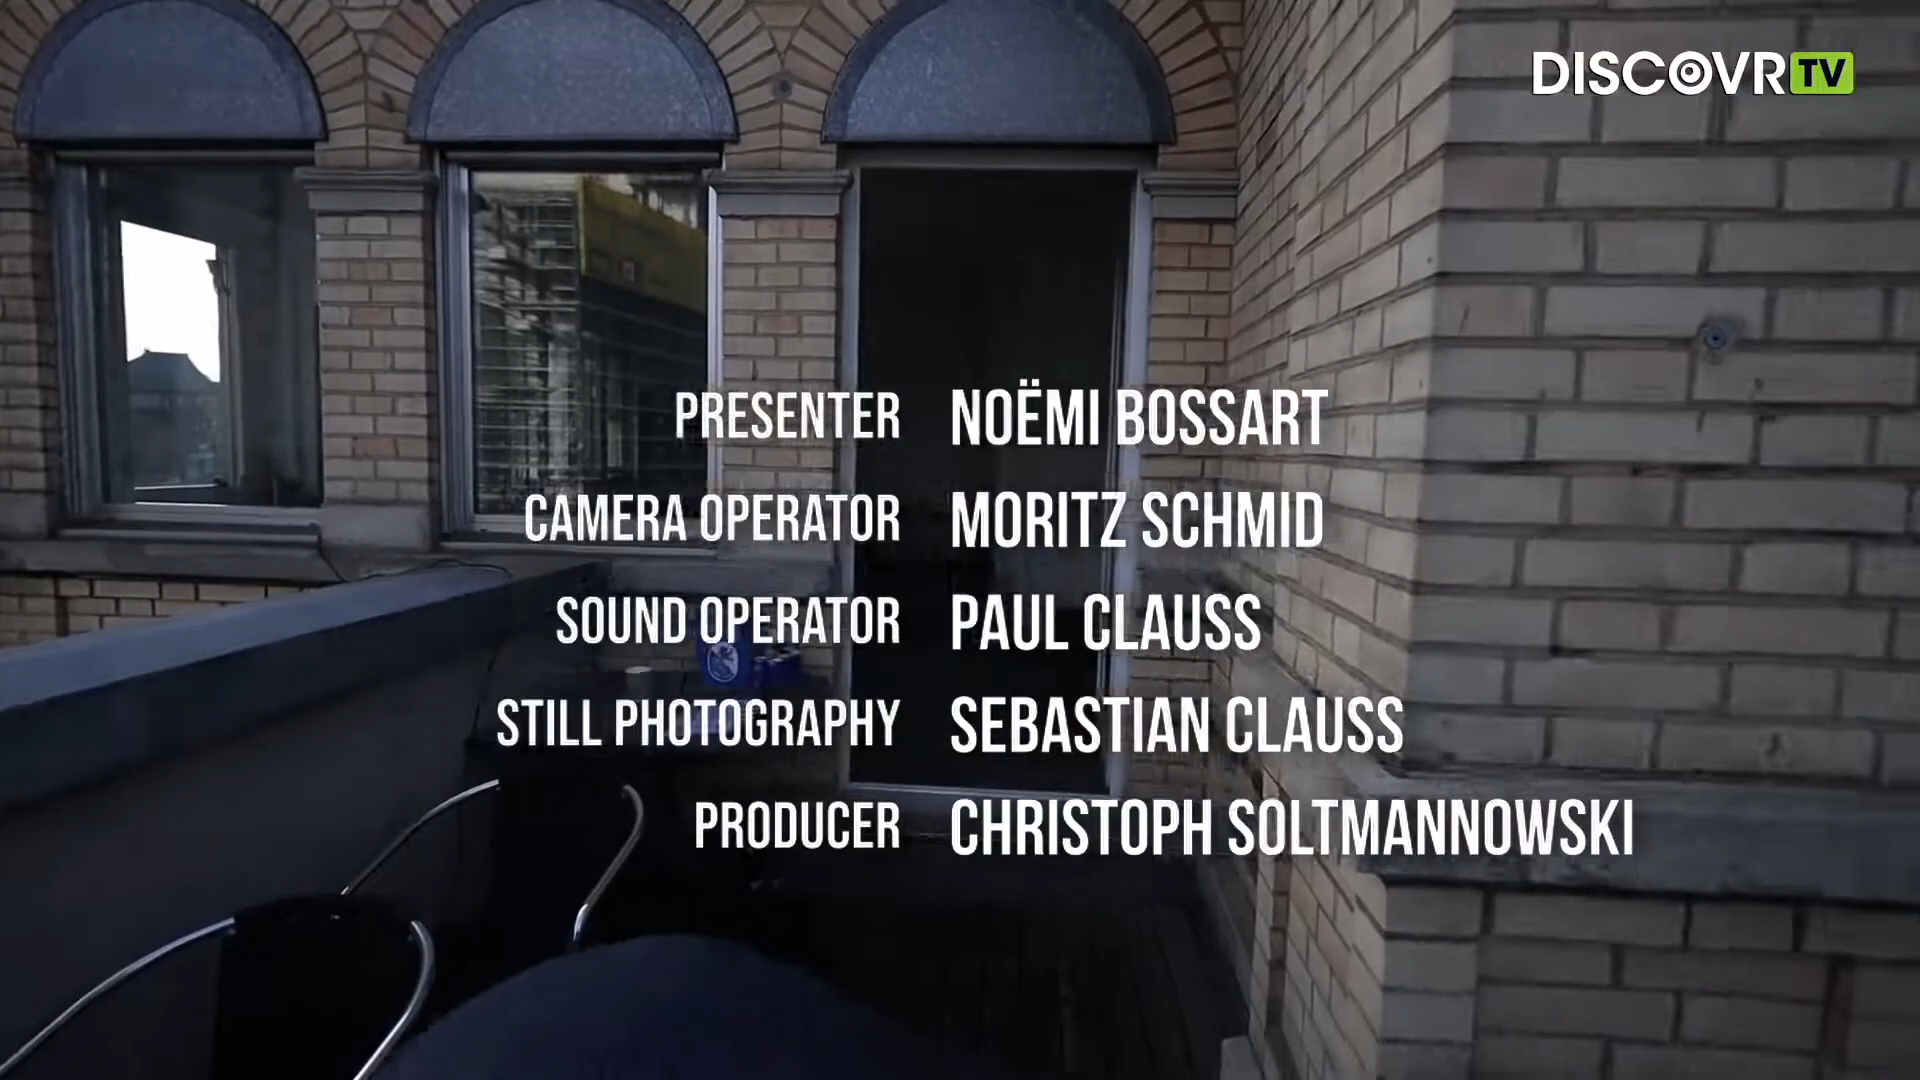 DISCOVR TV
PRESENTER NOËMI BOSSART
CAMERA OPERATOR MORITZ SCHMID
SOUND OPERATOR PAUL CLAUSS
STILL PHOTOGRAPHY SEBASTIAN CLAUSS
PRODUCER CHRISTOPH SOLTMANNOWSKI